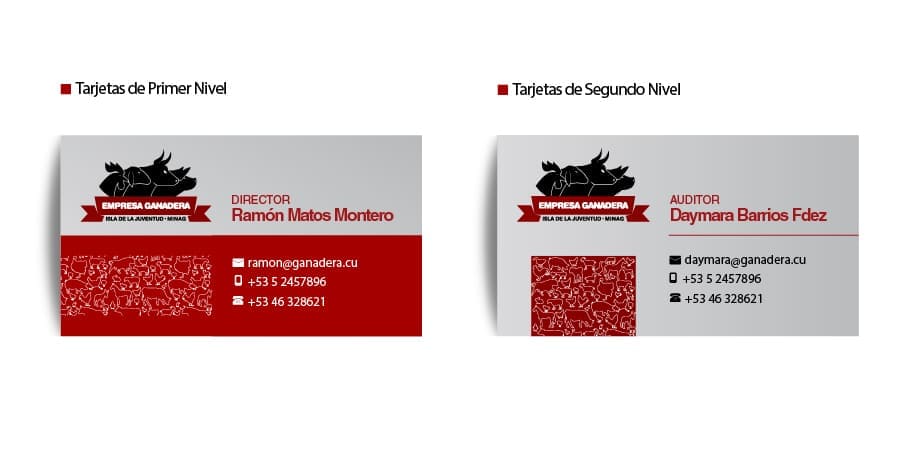 Tarjetas de Primer Nivel
EMPRESA GANADERA
ISLA DE LA JUVENTUD - MINAG
DIRECTOR
Ramón Matos Montero
ramon@ganadera.cu
+53 5 2457896
+53 46 328621
Tarjetas de Segundo Nivel
EMPRESA GANADERA
ISLA DE LA JUVENTUD - MINAG
AUDITOR
Daymara Barrios Fdez
daymara@ganadera.cu
+53 5 2457896
+53 46 328621